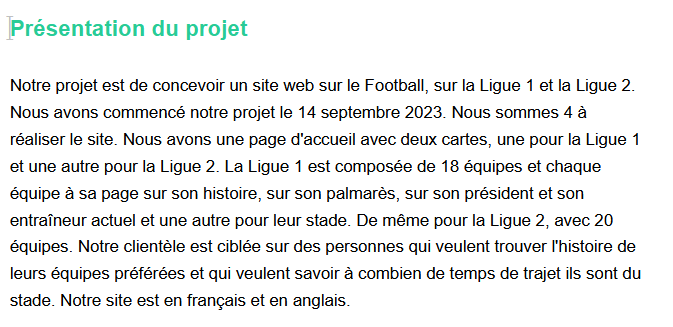 Présentation du projet
Notre projet est de concevoir un site web sur le Football, sur la Ligue 1 et la Ligue 2.
Nous avons commencé notre projet le 14 septembre 2023. Nous sommes 4 à
réaliser le site. Nous avons une page d'accueil avec deux cartes, une pour la Ligue 1
et une autre pour la Ligue 2. La Ligue 1 est composée de 18 équipes et chaque
équipe à sa page sur son histoire, sur son palmarès, sur son président et son
entraîneur actuel et une autre pour leur stade. De même pour la Ligue 2, avec 20
équipes. Notre clientèle est ciblée sur des personnes qui veulent trouver l'histoire de
leurs équipes préférées et qui veulent savoir à combien de temps de trajet ils sont du
stade. Notre site est en français et en anglais.